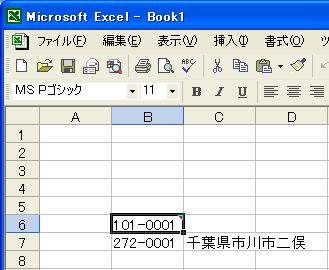 Microsoft Excel - Book1
ファイル(F) 編集(E) 表示(V) 挿入(I) 書式(O)
ABC
MS Pゴシック 11 B I U
A B C D
1
2
3
4
5
6 101-0001
7 272-0001 千葉県市川市二俣
8